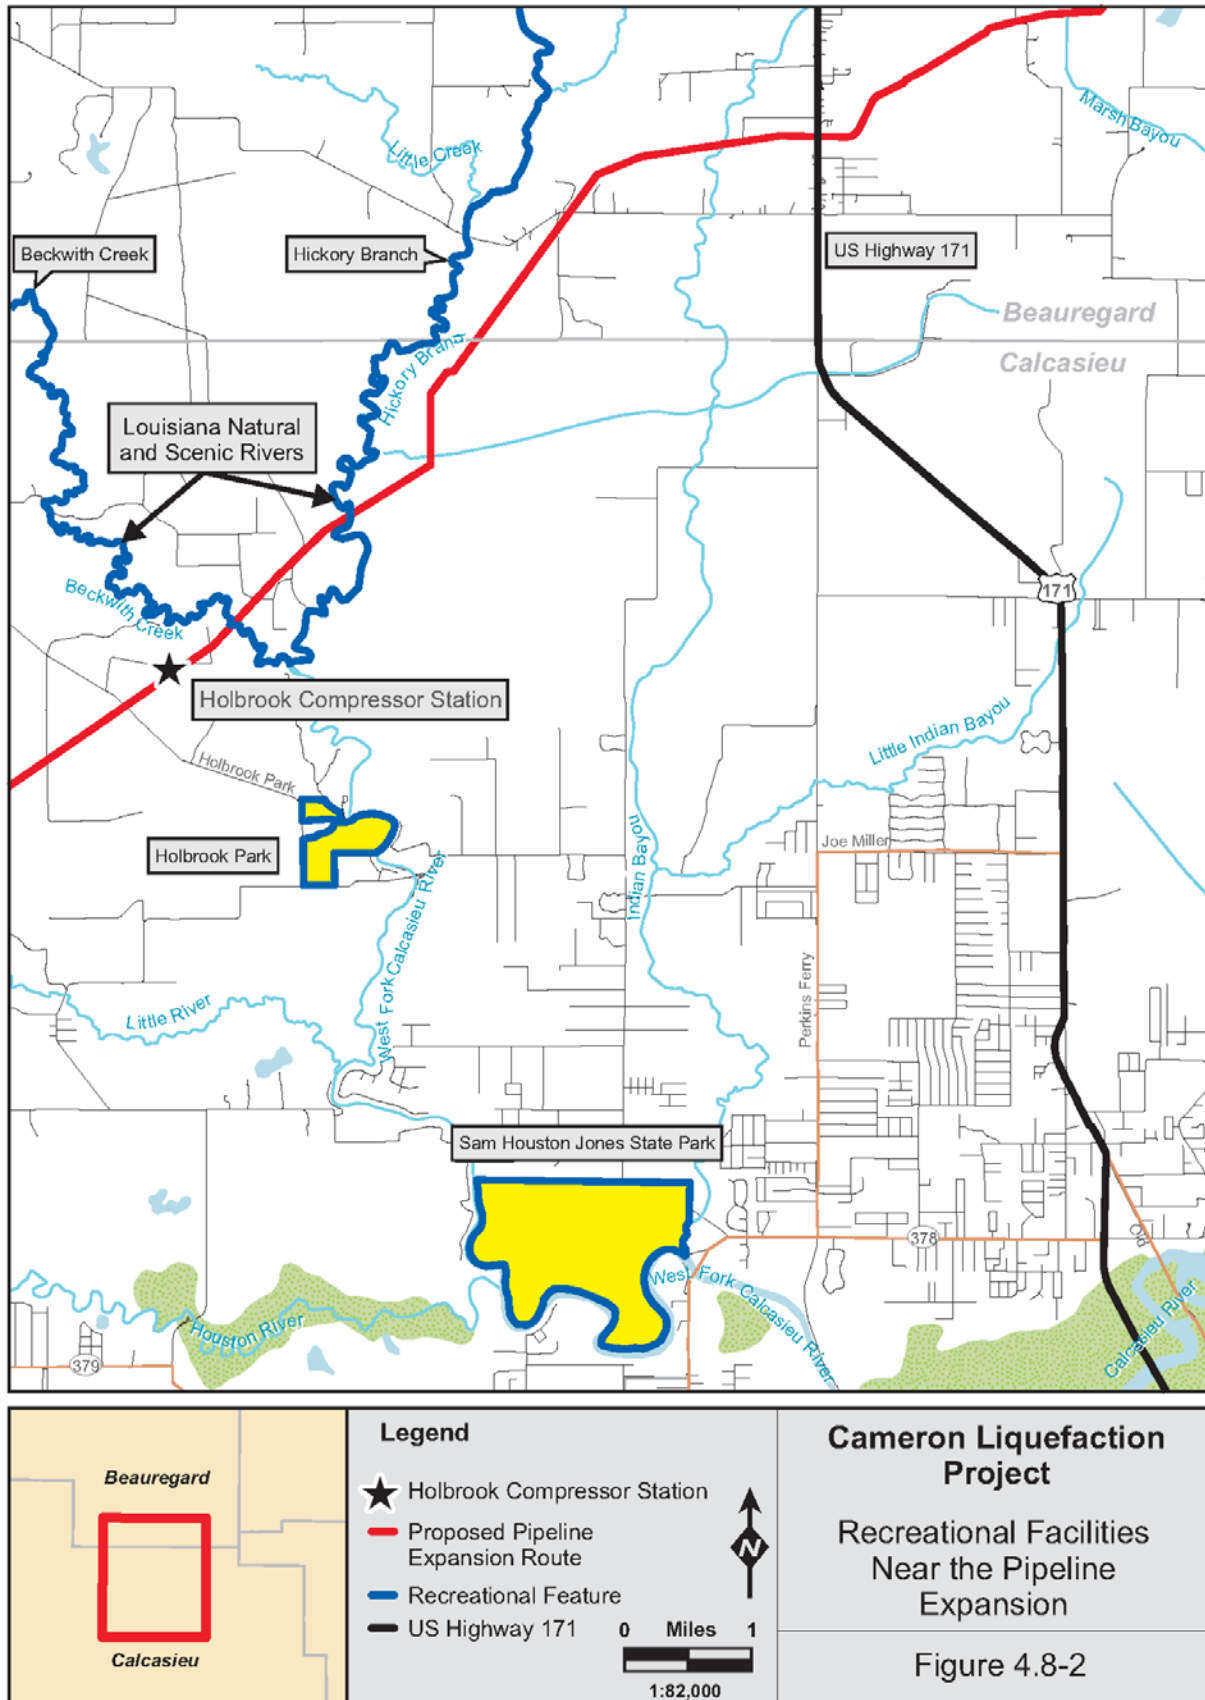 Little Creek
Marsh Bayou
Beckwith Creek
Hickory Branch
US Highway 171
Beauregard
Calcasieu
Hickory Branc
Louisiana Natural
and Scenic Rivers
171
Beckwith Creek
Holbrook Compressor Station
Little Indian Bayou
Holbrook Park
Joe Miller
Holbrook Park
Indian Bayou
West Fork Calcasieu River
Perkins Ferry
Little River
Sam Houston Jones State Park
Old
378
West Fork Calcasieu River
Houston River
Calcasieu River
379
Beauregard
Calcasieu
Legend
Holbrook Compressor Station
Proposed Pipeline
Expansion Route
Recreational Feature
US Highway 171
N
0 Miles 1
1:82,000
Cameron Liquefaction
Project
Recreational Facilities
Near the Pipeline
Expansion
Figure 4.8-2